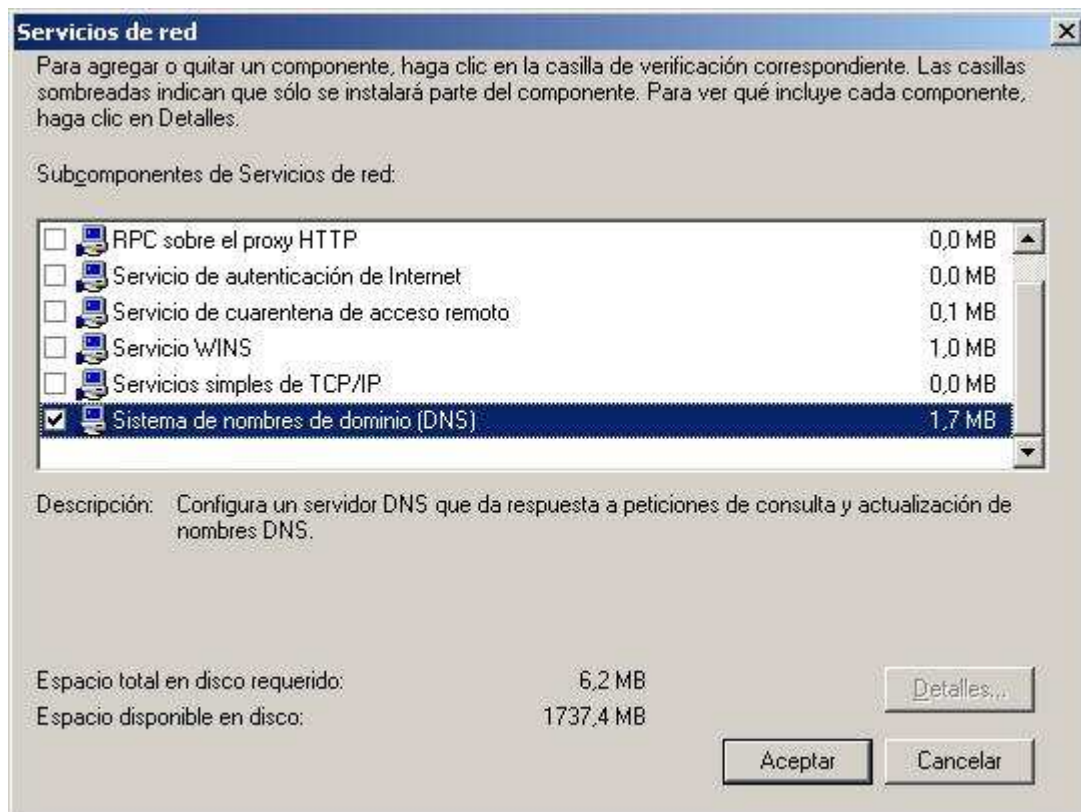 Servicios de red
Para agregar o quitar un componente, haga clic en la casilla de verificación correspondiente. Las casillas
sombreadas indican que sólo se instalará parte del componente. Para ver qué incluye cada componente,
haga clic en Detalles.
Subcomponentes de Servicios de red:
RPC sobre el proxy HTTP 0,0 MB
Servicio de autenticación de Internet 0,0 MB
Servicio de cuarentena de acceso remoto 0,1 MB
Servicio WINS 1,0 MB
Servicios simples de TCP/IP 0,0 MB
Sistema de nombres de dominio (DNS) 1,7 MB
Descripción: Configura un servidor DNS que da respuesta a peticiones de consulta y actualización de
nombres DNS.
Espacio total en disco requerido: 6,2 MB
Detalles...
Espacio disponible en disco: 1737,4 MB
Aceptar Cancelar